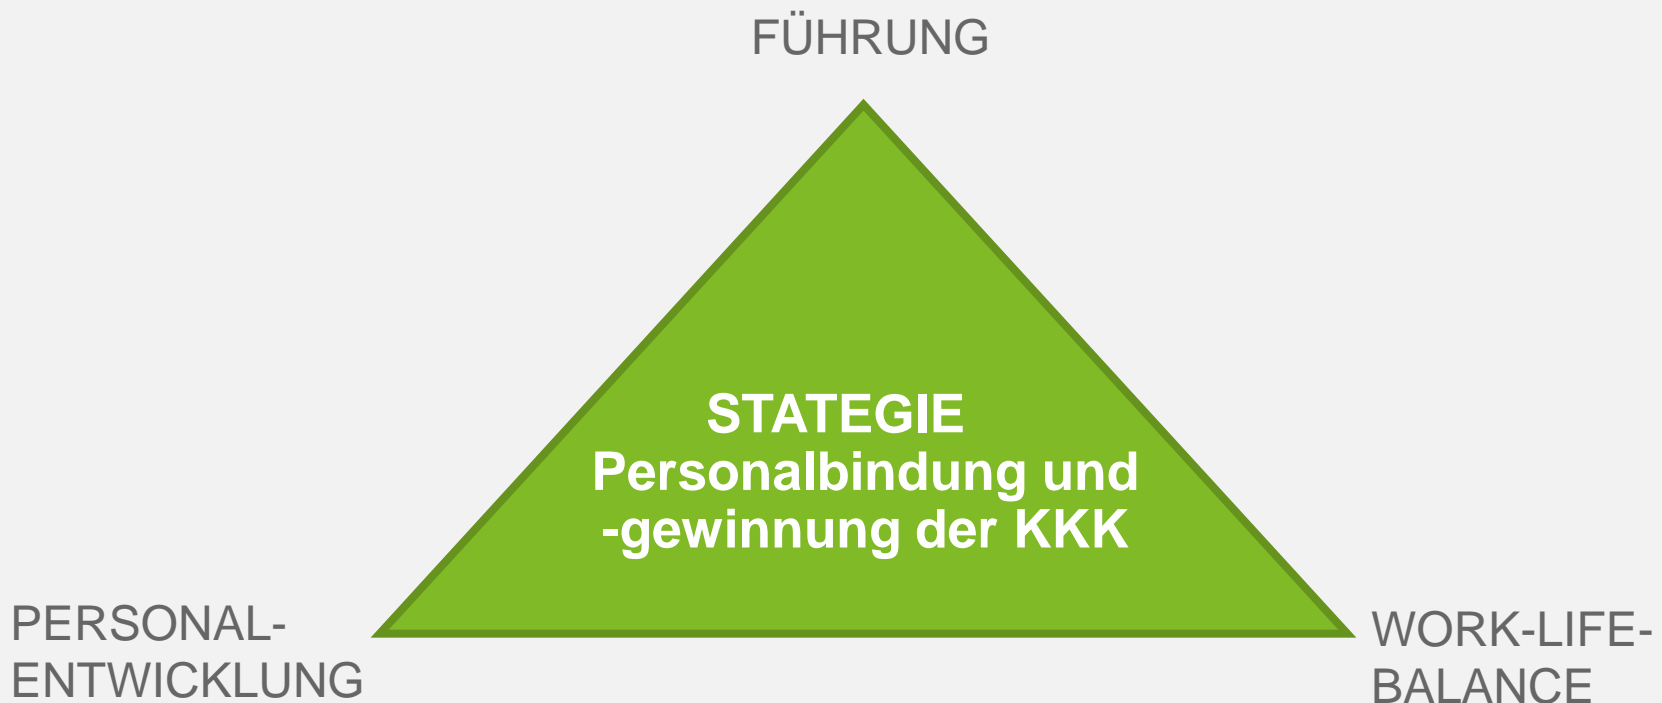 FÜHRUNG
STATEGIE
Personalbindung und
-gewinnung der KKK
PERSONAL-
ENTWICKLUNG
WORK-LIFE-
BALANCE